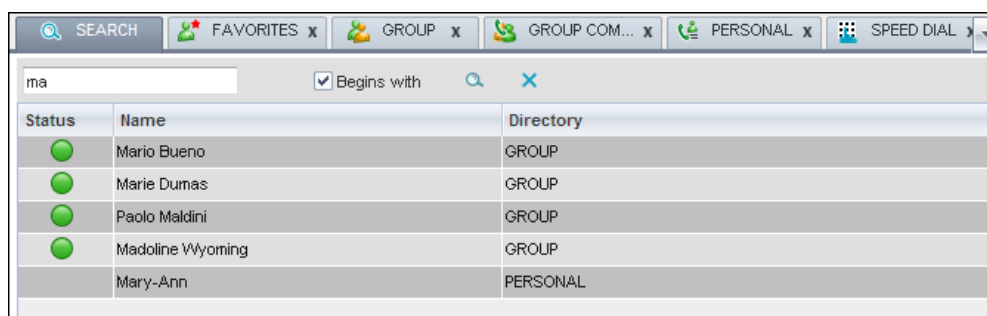 SEARCH FAVORITES x GROUP x GROUP COM... x PERSONAL x SPEED DIAL x
ma Begins with
Status Name Directory
Mario Bueno GROUP
Marie Dumas GROUP
Paolo Maldini GROUP
Madoline Wyoming GROUP
Mary-Ann PERSONAL